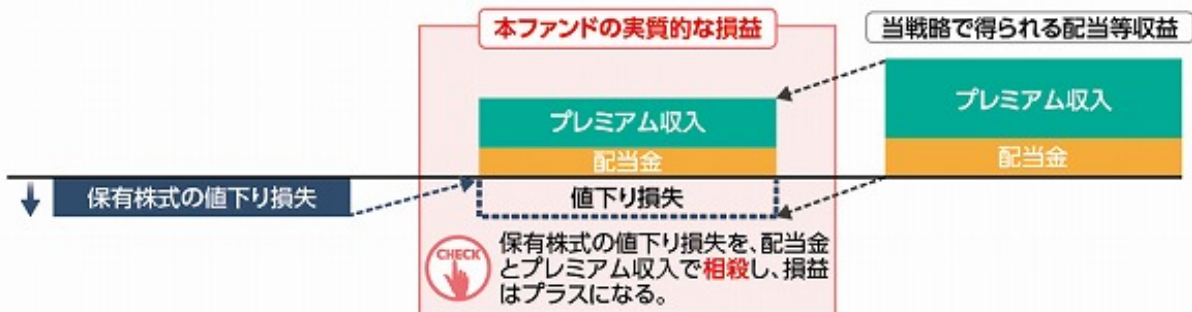 本ファンドの実質的な損益
当戦略で得られる配当等収益
プレミアム収入
プレミアム収入
配当金
配当金
保有株式の値下り損失
値下り損失
CHECK
保有株式の値下り損失を、配当金
とプレミアム収入で相殺し、損益
はプラスになる。